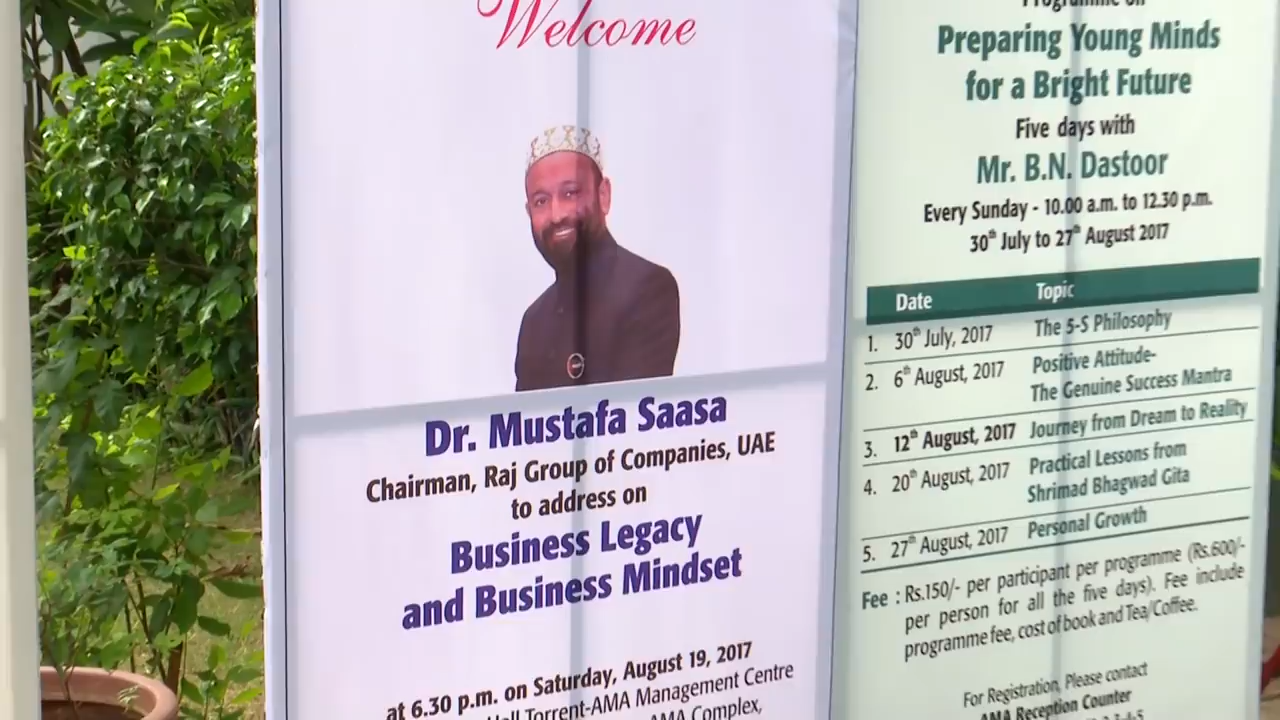 Welcome
Dr. Mustafa Saasa
Chairman, Raj Group of Companies, UAE
to address on
Business Legacy
and Business Mindset
at 6.30 p.m. on Saturday, August 19, 2017
Torrent-AMA Management Centre
AMA Complex,
Programme on
Preparing Young Minds
for a Bright Future
Five days with
Mr. B.N. Dastoor
Every Sunday - 10.00 a.m. to 12.30 p.m.
30th July to 27th August 2017
Date Topic
1. 30th July, 2017 The 5-S Philosophy
2. 6th August, 2017 Positive Attitude-
The Genuine Success Mantra
3. 12th August, 2017 Journey from Dream to Reality
4. 20th August, 2017 Practical Lessons from
Shrimad Bhagwad Gita
5. 27th August, 2017 Personal Growth
Fee : Rs.150/- per participant per programme (Rs.600/-
per person for all the five days). Fee include
programme fee, cost of book and Tea/Coffee.
For Registration, Please contact
AMA Reception Counter